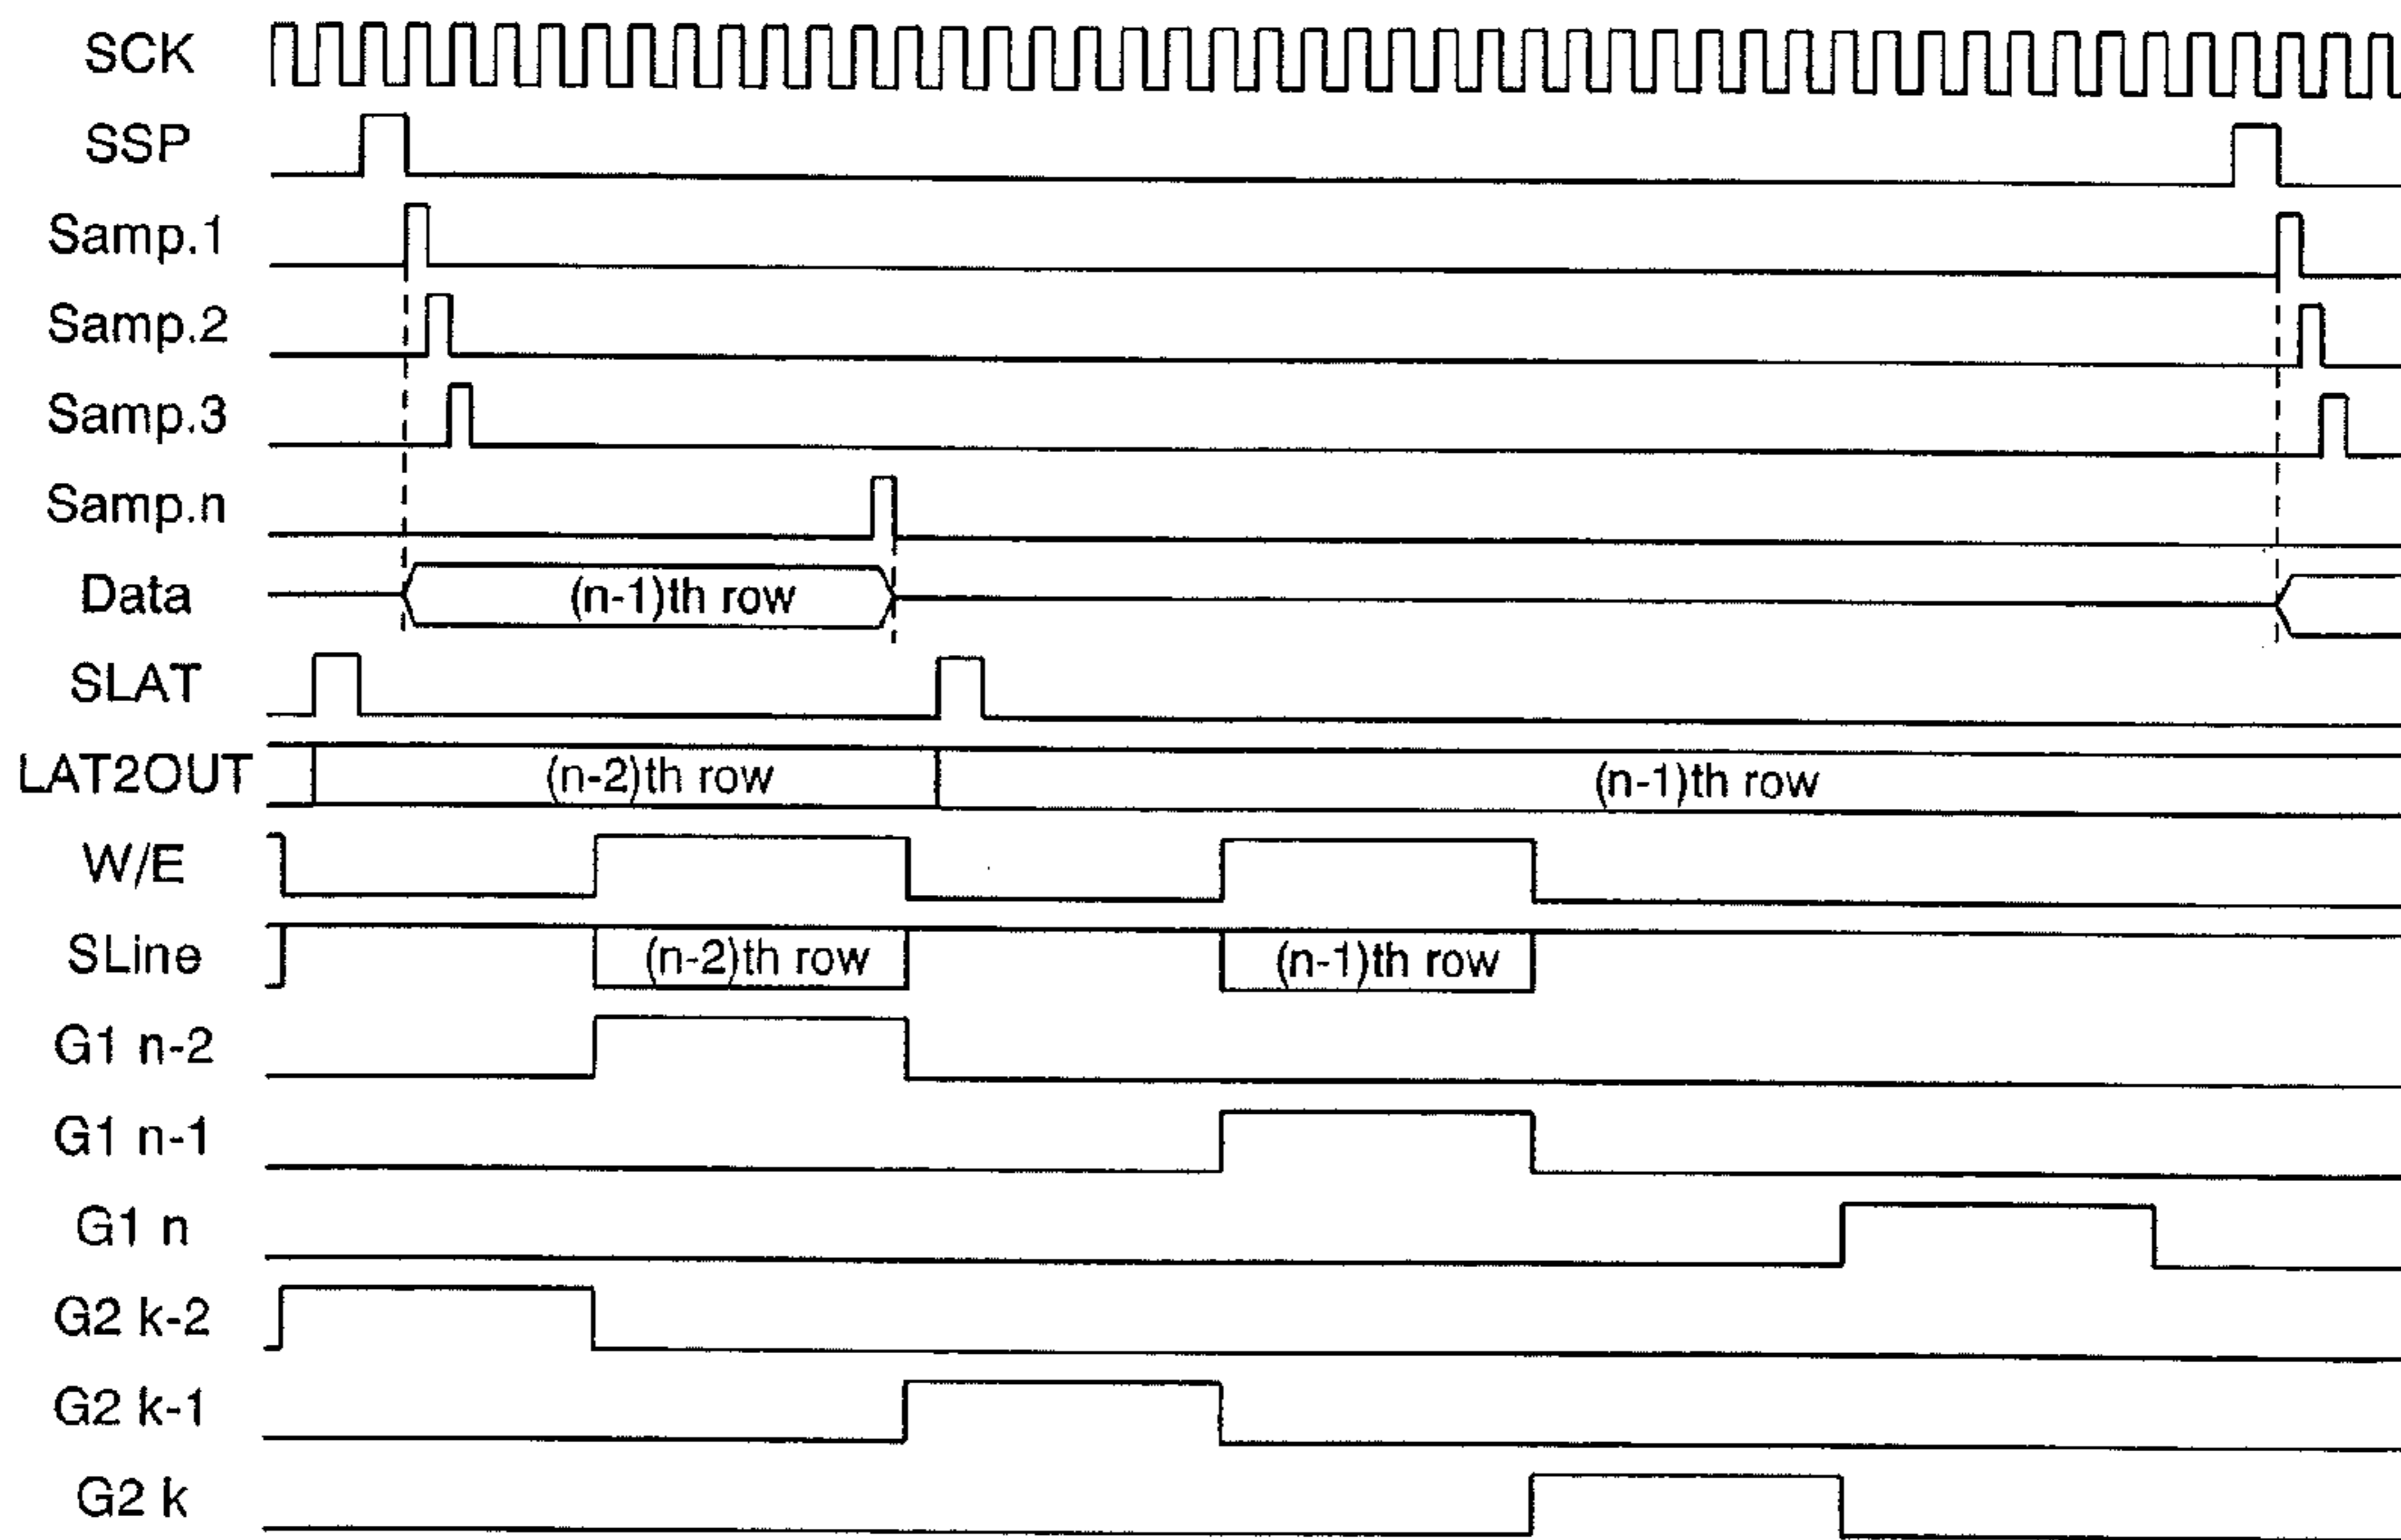 SCK
SSP
Samp.1
Samp.2
Samp.3
Samp.n
Data (n-1)th row
SLAT
LAT2OUT (n-2)th row (n-1)th row
W/E
SLine (n-2)th row (n-1)th row
G1 n-2
G1 n-1
G1 n
G2 k-2
G2 k-1
G2 k